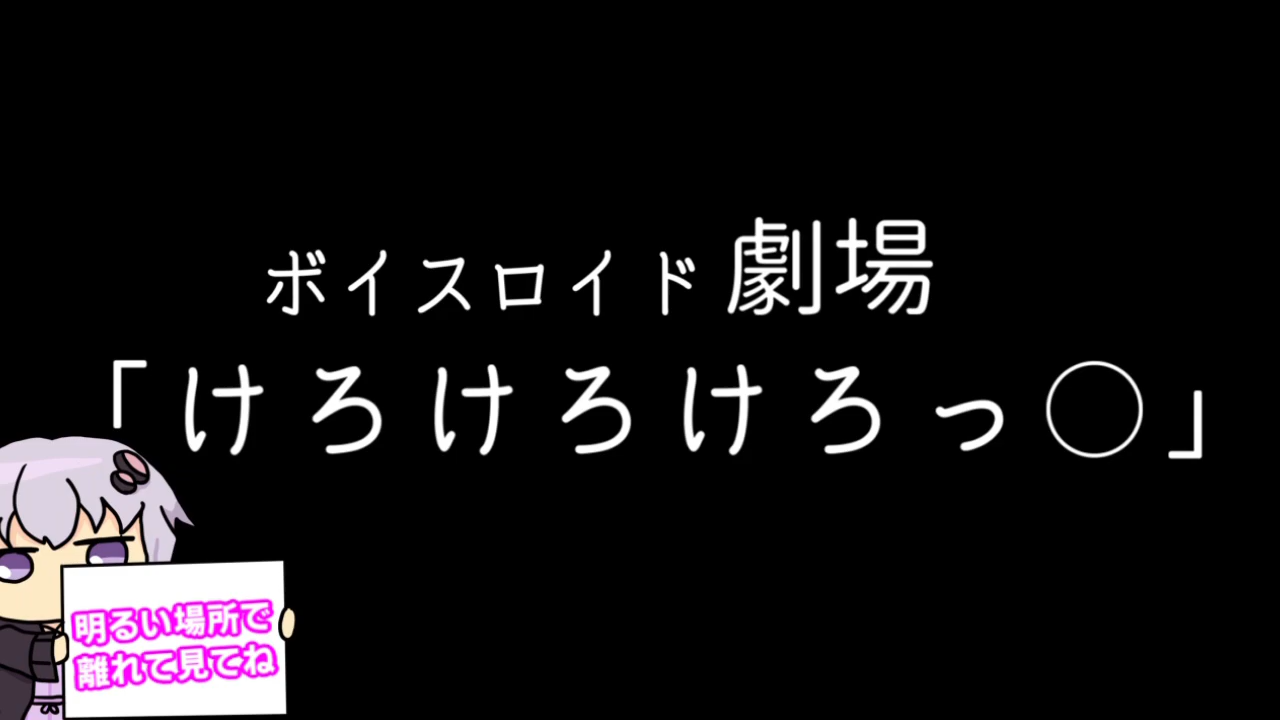 ボイスロイド劇場
「けろけろけろっ◯」
明るい場所で
離れて見てね